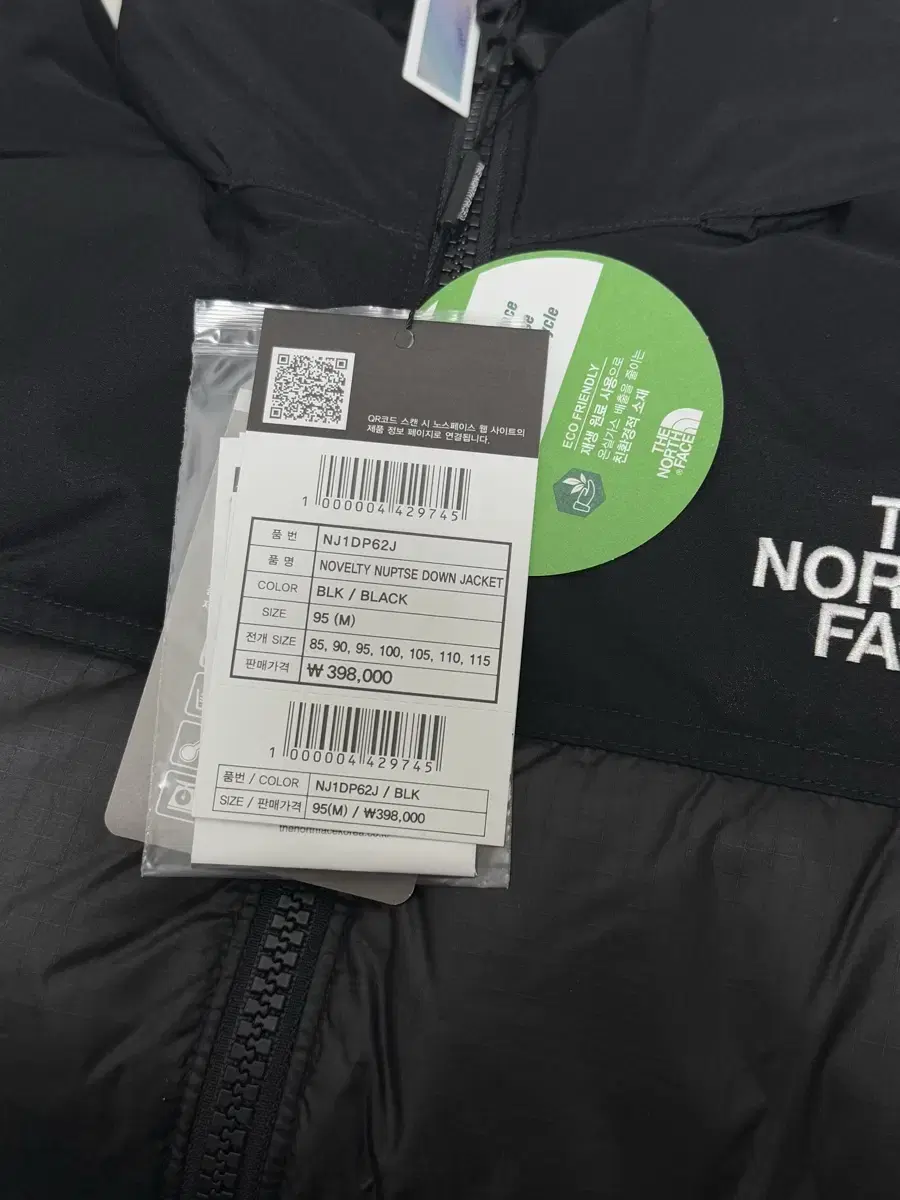 QR코드 스캔 시 노스페이스 웹 사이트의
제품 정보 페이지로 연결됩니다.
1 000004 429745
품 번 NJ1DP62J
품 명 NOVELTY NUPTSE DOWN JACKET
COLOR BLK / BLACK
SIZE 95 (M)
전개 SIZE 85, 90, 95, 100, 105, 110, 115
판매가격 ₩ 398,000
1 000004 429745
품번 / COLOR NJ1DP62J / BLK
SIZE / 판매가격 95(M) / ₩398,000
ECO FRIENDLY
재생 원료 사용으로
온실가스 배출을 줄이는
친환경적 소재
THE
NORTH
FACE